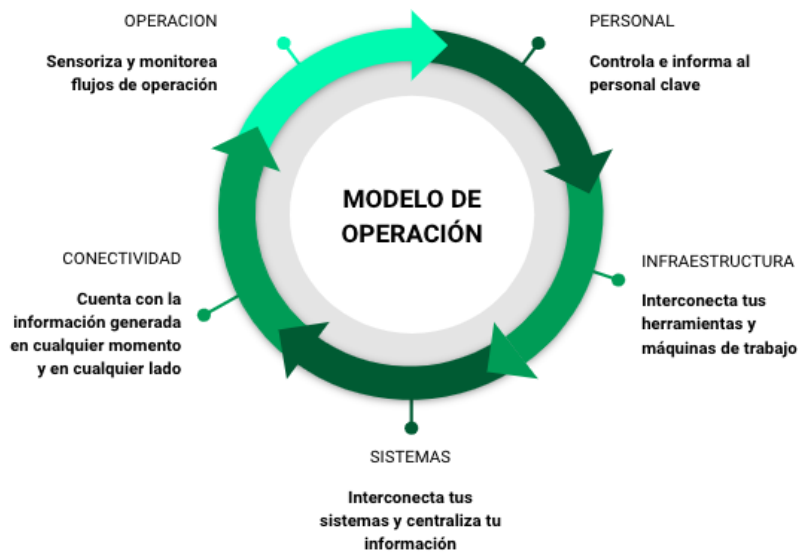 OPERACION
Sensoriza y monitorea
flujos de operación
PERSONAL
Controla e informa al
personal clave
MODELO DE
OPERACIÓN
CONECTIVIDAD
Cuenta con la
información generada
en cualquier momento
y en cualquier lado
INFRAESTRUCTURA
Interconecta tus
herramientas y
máquinas de trabajo
SISTEMAS
Interconecta tus
sistemas y centraliza tu
información